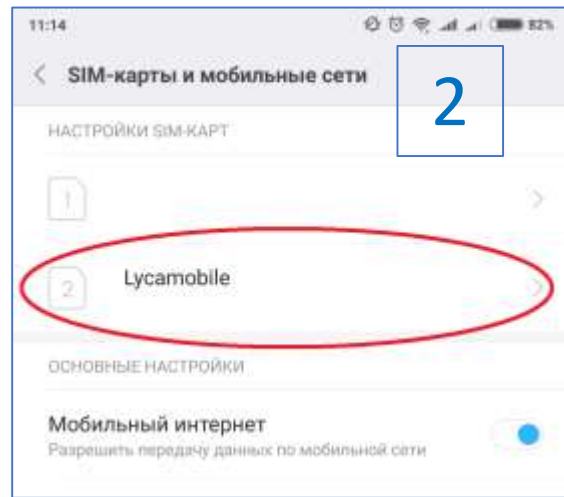 11:14 82%
SIM-карты и мобильные сети
2
НАСТРОЙКИ SIM-КАРТ
1
2 Lycamobile
ОСНОВНЫЕ НАСТРОЙКИ
Мобильный интернет
Разрешить передачу данных по мобильной сети